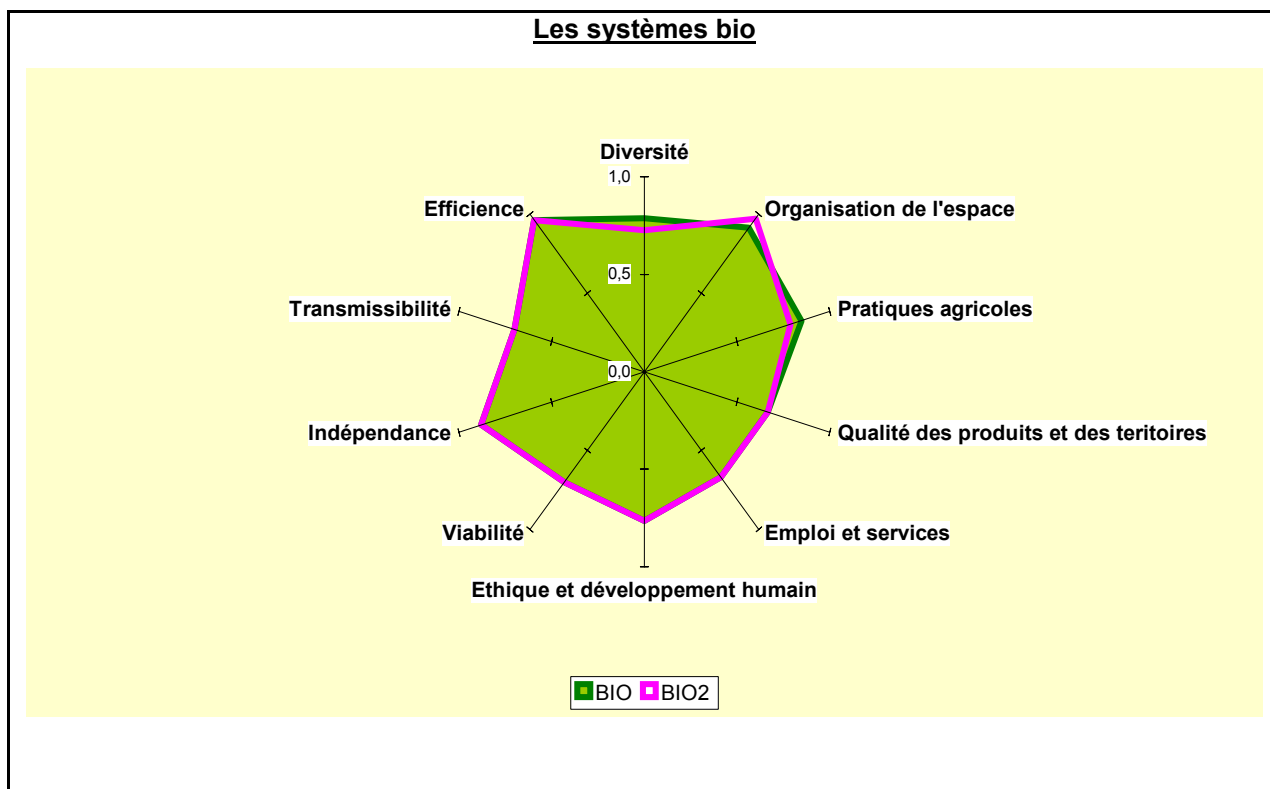 Les systèmes bio
Diversité
1,0
Efficience
Organisation de l'espace
0,5
Transmissibilité
Pratiques agricoles
0,0
Indépendance
Qualité des produits et des teritoires
Viabilité
Emploi et services
Ethique et développement humain
BIO BIO2